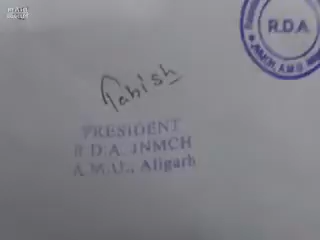 R.D.A.
Tabish
PRESIDENT
R.D.A. JNMCH
A.M.U., Aligarh